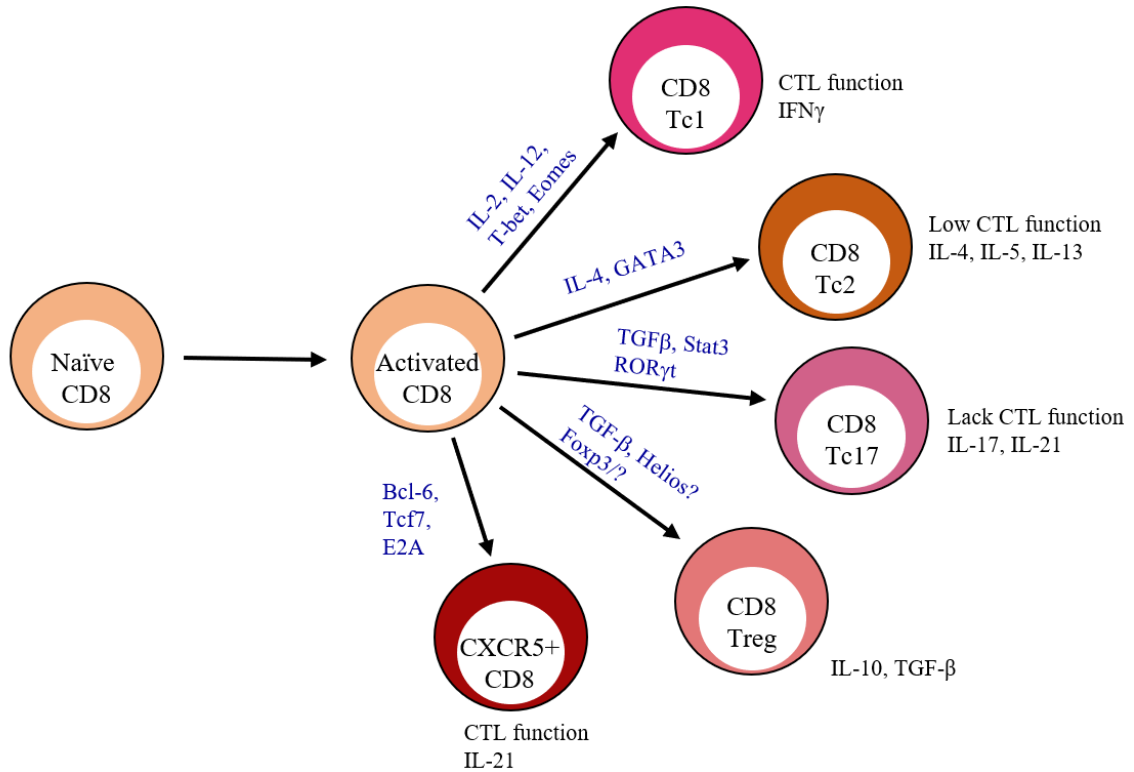 CD8
Tc1
CTL function
IFNγ
IL-2, IL-12,
T-bet, Eomes
CD8
Tc2
Low CTL function
IL-4, IL-5, IL-13
IL-4, GATA3
Naïve
CD8
Activated
CD8
TGFβ, Stat3
RORγt
CD8
Tc17
Lack CTL function
IL-17, IL-21
TGF-β, Helios?
Foxp3/?
Bcl-6,
Tcf7,
E2A
CD8
Treg
IL-10, TGF-β
CXCR5+
CD8
CTL function
IL-21